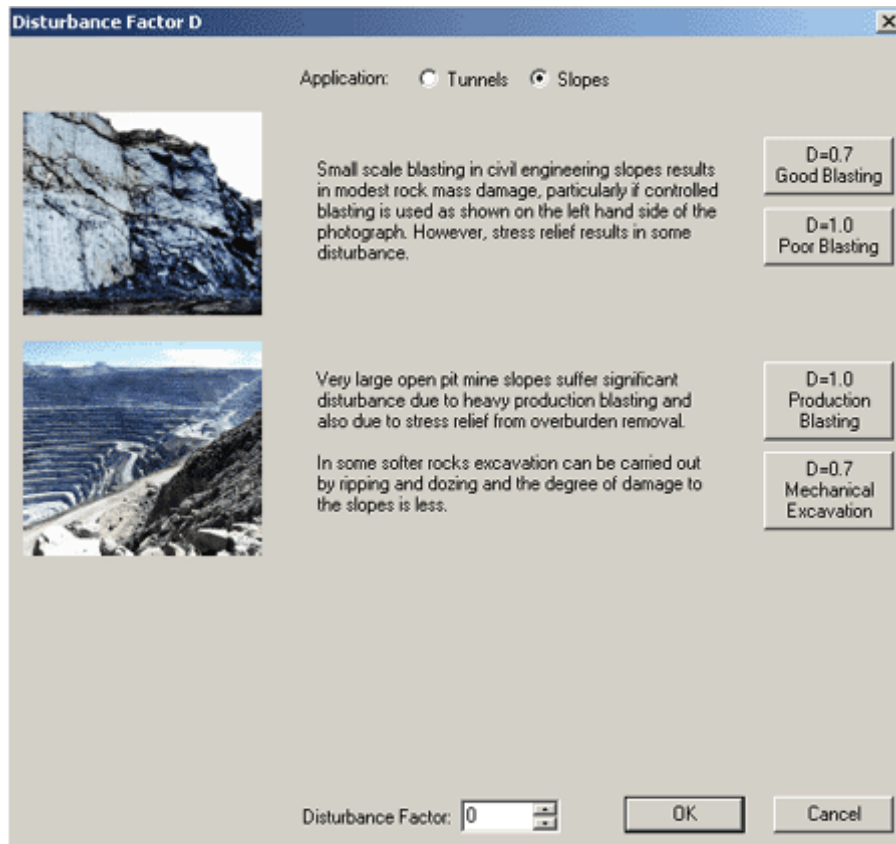 Disturbance Factor D
Application: Tunnels Slopes
Small scale blasting in civil engineering slopes results
in modest rock mass damage, particularly if controlled
blasting is used as shown on the left hand side of the
photograph. However, stress relief results in some
disturbance.
D=0.7
Good Blasting
D=1.0
Poor Blasting
Very large open pit mine slopes suffer significant
disturbance due to heavy production blasting and
also due to stress relief from overburden removal.
In some softer rocks excavation can be carried out
by ripping and dozing and the degree of damage to
the slopes is less.
D=1.0
Production
Blasting
D=0.7
Mechanical
Excavation
Disturbance Factor: 0
OK
Cancel